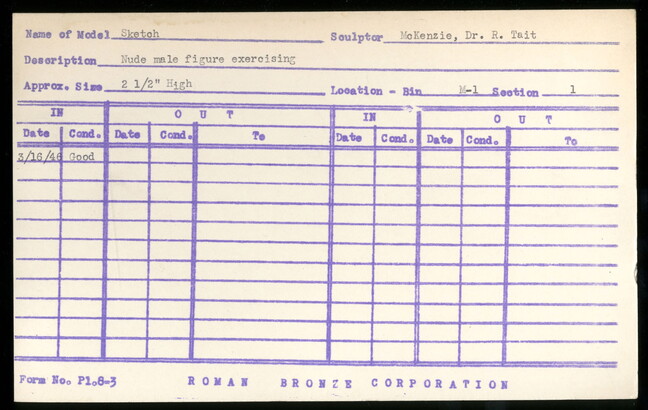 Name of Model Sketch Sculptor McKenzie, Dr. R. Tait
Description Nude male figure exercising
Approx. Size 2 1/2" High Location - Bin M-1 Section 1
IN OUT IN OUT
Date Cond. Date Cond. To Date Cond. Date Cond. To
3/16/46 Good
Form No. P1.8-3 ROMAN BRONZE CORPORATION